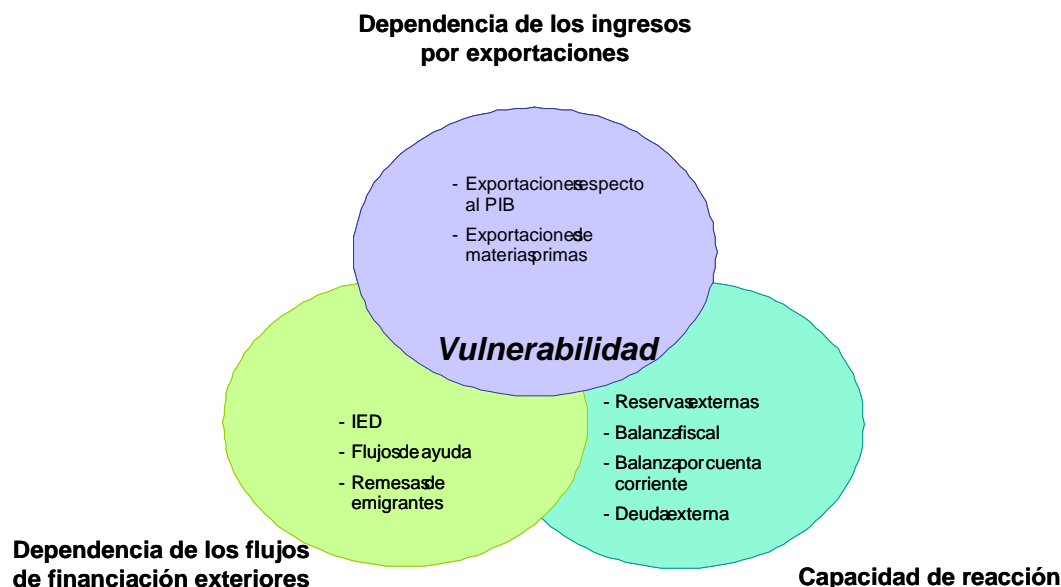 Dependencia de los ingresos
por exportaciones
- Exportaciones respecto
al PIB
- Exportaciones de
materias primas
Vulnerabilidad
- IED
- Flujos de ayuda
- Remesas de
emigrantes
- Reservas externas
- Balanza fiscal
- Balanza por cuenta
corriente
- Deuda externa
Dependencia de los flujos
de financiación exteriores
Capacidad de reacción